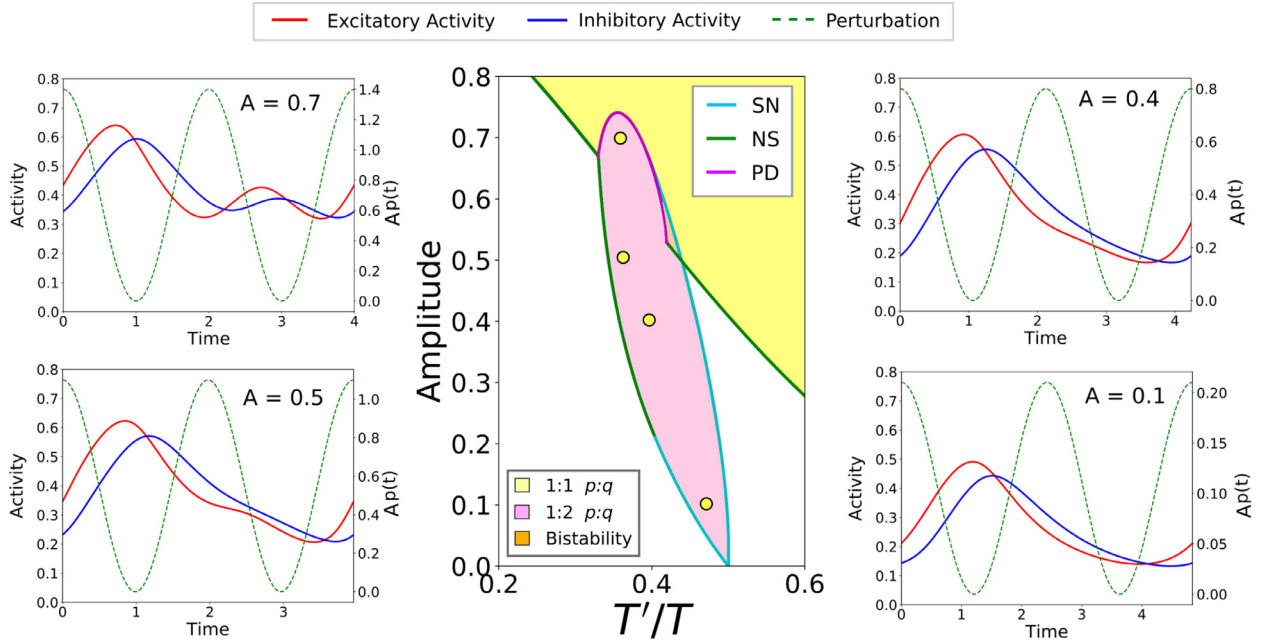 Excitatory Activity Inhibitory Activity Perturbation
A = 0.7
0.8
0.7
0.6
0.5
0.4
0.3
0.2
0.1
0.0
Activity
0 1 2 3 4
Time
1.4
1.2
1.0
0.8
0.6
0.4
0.2
0.0
Ap(t)
A = 0.5
0.8
0.7
0.6
0.5
0.4
0.3
0.2
0.1
0.0
Activity
0 1 2 3
Time
1.0
0.8
0.6
0.4
0.2
0.0
Ap(t)
SN
NS
PD
0.8
0.7
0.6
0.5
0.4
0.3
0.2
0.1
0.0
Amplitude
1:1 p:q
1:2 p:q
Bistability
0.2 0.4 0.6
T'/T
A = 0.4
0.8
0.7
0.6
0.5
0.4
0.3
0.2
0.1
0.0
Activity
0 1 2 3 4
Time
0.8
0.6
0.4
0.2
0.0
Ap(t)
A = 0.1
0.8
0.7
0.6
0.5
0.4
0.3
0.2
0.1
0.0
Activity
0 1 2 3 4
Time
0.20
0.15
0.10
0.05
0.00
Ap(t)